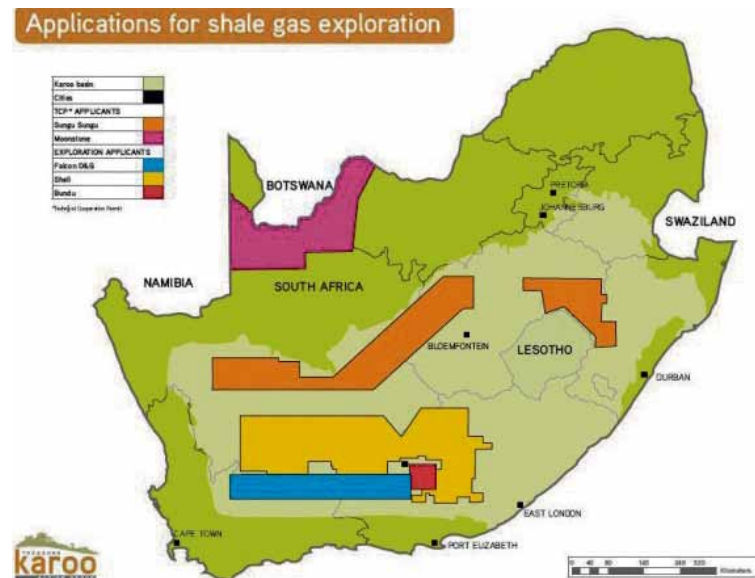 Applications for shale gas exploration
Karoo basin
Cities
TCP* APPLICANTS
Sungu Sungu
Moonstone
EXPLORATION APPLICANTS
Falcon O&G
Shell
Bundu
BOTSWANA
PRETORIA
JOHANNESBURG
SWAZILAND
NAMIBIA
SOUTH AFRICA
BLOEMFONTEIN
LESOTHO
DURBAN
EAST LONDON
CAPE TOWN
PORT ELIZABETH
karoo
Kilometers